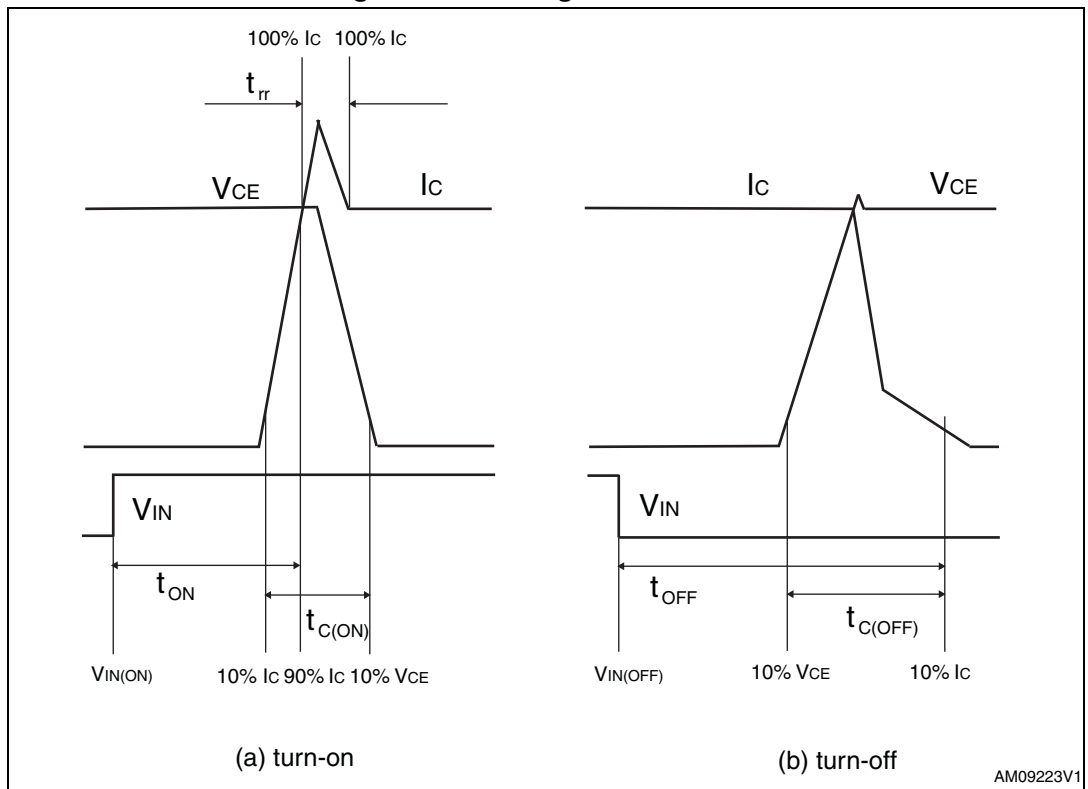 100% IC 100% IC
trr
VCE IC
VIN
tON
tC(ON)
VIN(ON) 10% IC 90% IC 10% VCE
(a) turn-on
IC VCE
VIN
tOFF
tC(OFF)
VIN(OFF) 10% VCE 10% IC
(b) turn-off
AM09223V1